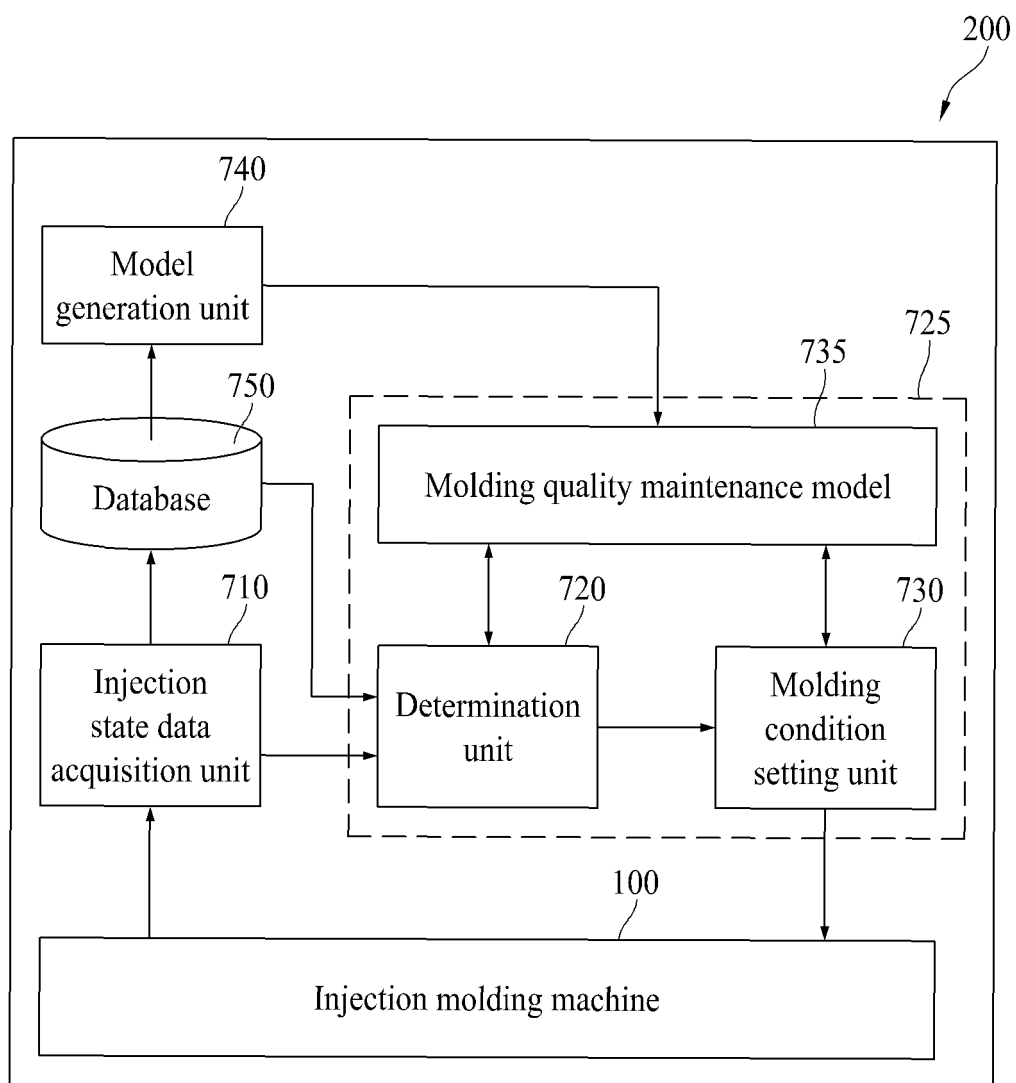 200
740
Model
generation unit
725
735
750
Molding quality maintenance model
Database
710
720
730
Injection
state data
acquisition unit
Determination
unit
Molding
condition
setting unit
100
Injection molding machine